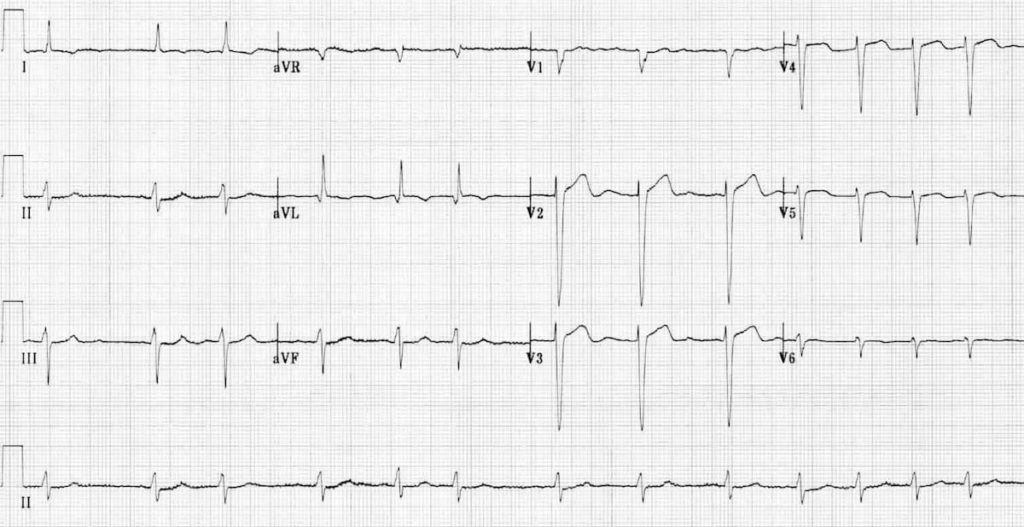 I aVR V1 V4
II aVL V2 V5
III aVF V3 V6
II